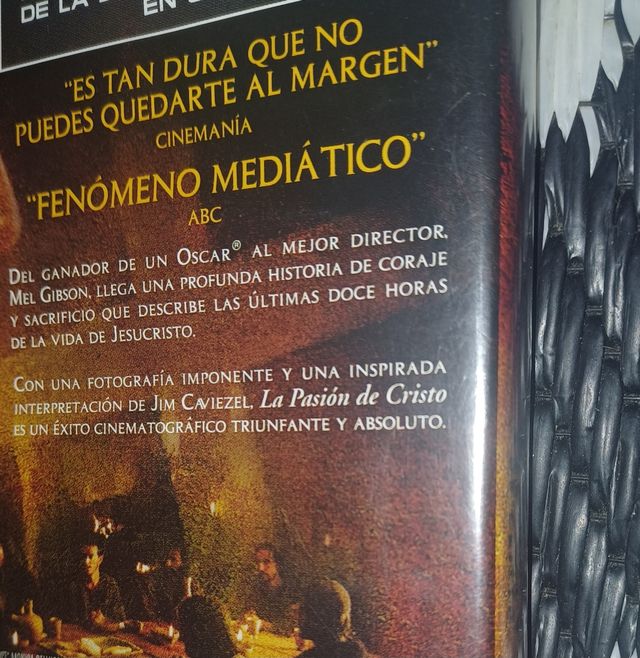 DE LA
EN
"ES TAN DURA QUE NO
PUEDES QUEDARTE AL MARGEN"
CINEMANÍA
"FENÓMENO MEDIÁTICO"
ABC
DEL GANADOR DE UN OSCAR® AL MEJOR DIRECTOR,
MEL GIBSON, LLEGA UNA PROFUNDA HISTORIA DE CORAJE
Y SACRIFICIO QUE DESCRIBE LAS ÚLTIMAS DOCE HORAS
DE LA VIDA DE JESUCRISTO.
CON UNA FOTOGRAFÍA IMPONENTE Y UNA INSPIRADA
INTERPRETACIÓN DE JIM CAVIEZEL, La Pasión de Cristo
ES UN ÉXITO CINEMATOGRÁFICO TRIUNFANTE Y ABSOLUTO.